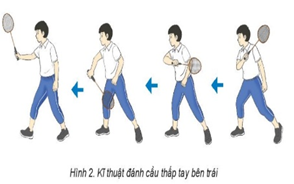 Hình 2. Kĩ thuật đánh cầu thấp tay bên trái